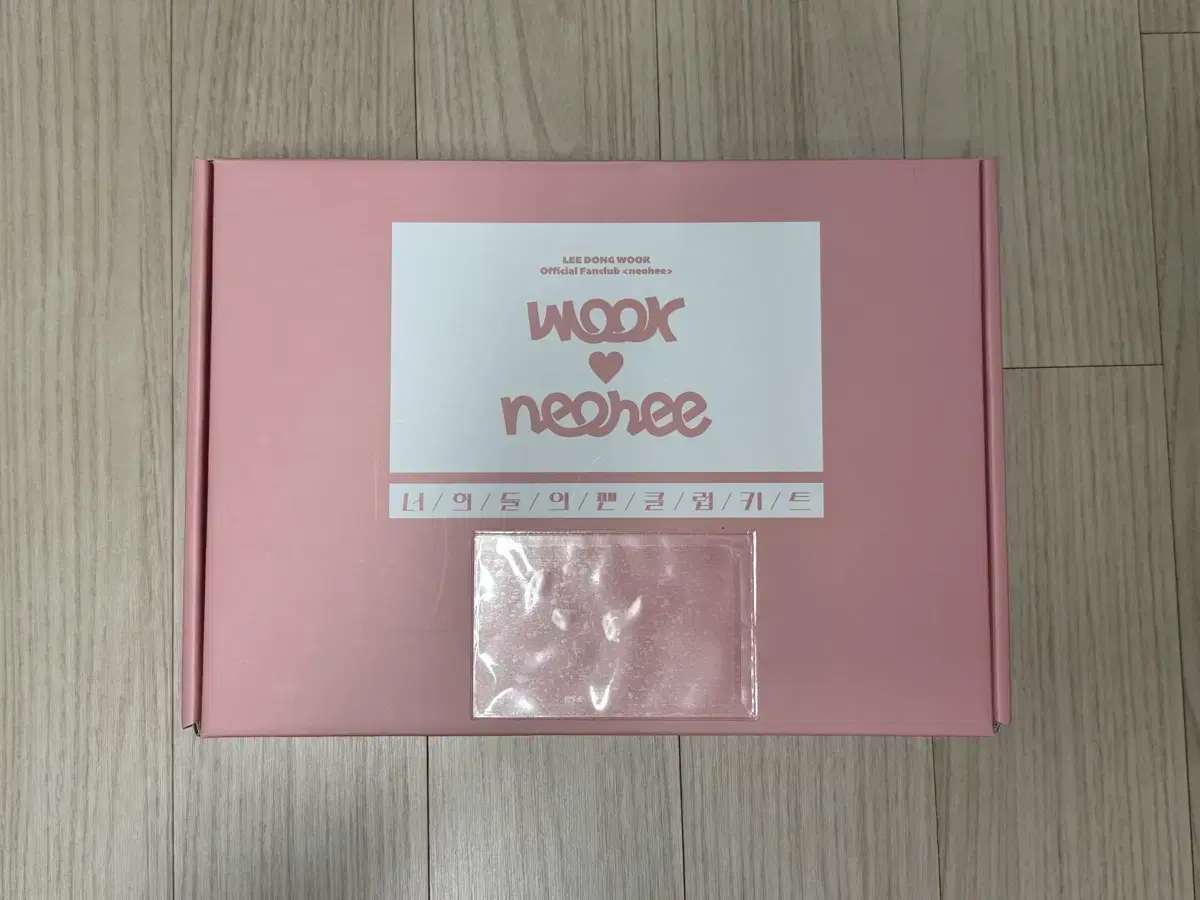 LEE DONG WOOK
Official Fanclub <neohee>
wook
♥
neohee
너/희/들/의/팬/클/럽/키/트